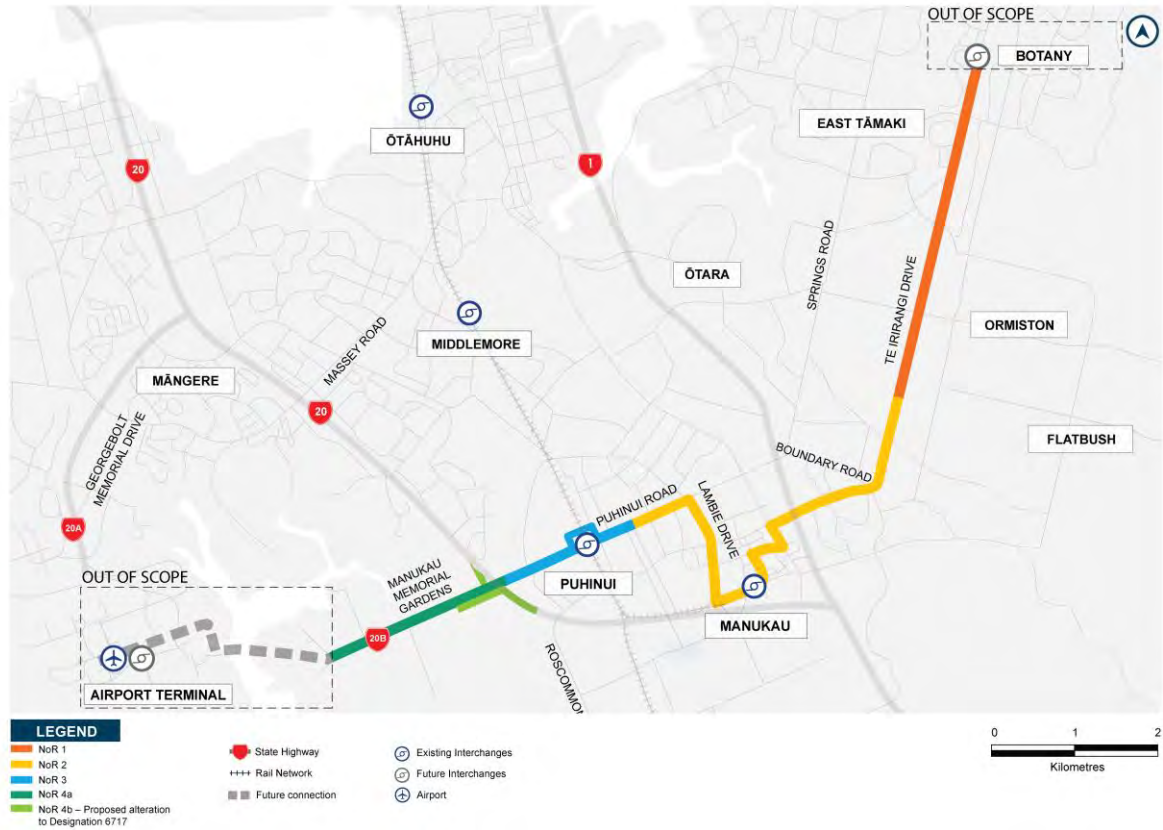 OUT OF SCOPE
BOTANY
EAST TĀMAKI
ŌTĀHUHU
20
1
SPRINGS ROAD
ŌTARA
TE IRIRANGI DRIVE
ORMISTON
MIDDLEMORE
MASSEY ROAD
MĀNGERE
20
GEORGEBOLT
MEMORIAL DRIVE
FLATBUSH
BOUNDARY ROAD
LAMBIE DRIVE
PUHINUI ROAD
20A
OUT OF SCOPE
MANUKAU
MEMORIAL
GARDENS
PUHINUI
MANUKAU
20B
ROSCOMMON
AIRPORT TERMINAL
LEGEND
NoR 1
NoR 2
NoR 3
NoR 4a
NoR 4b – Proposed alteration
to Designation 6717
State Highway
Rail Network
Future connection
Existing Interchanges
Future Interchanges
Airport
0 1 2
Kilometres